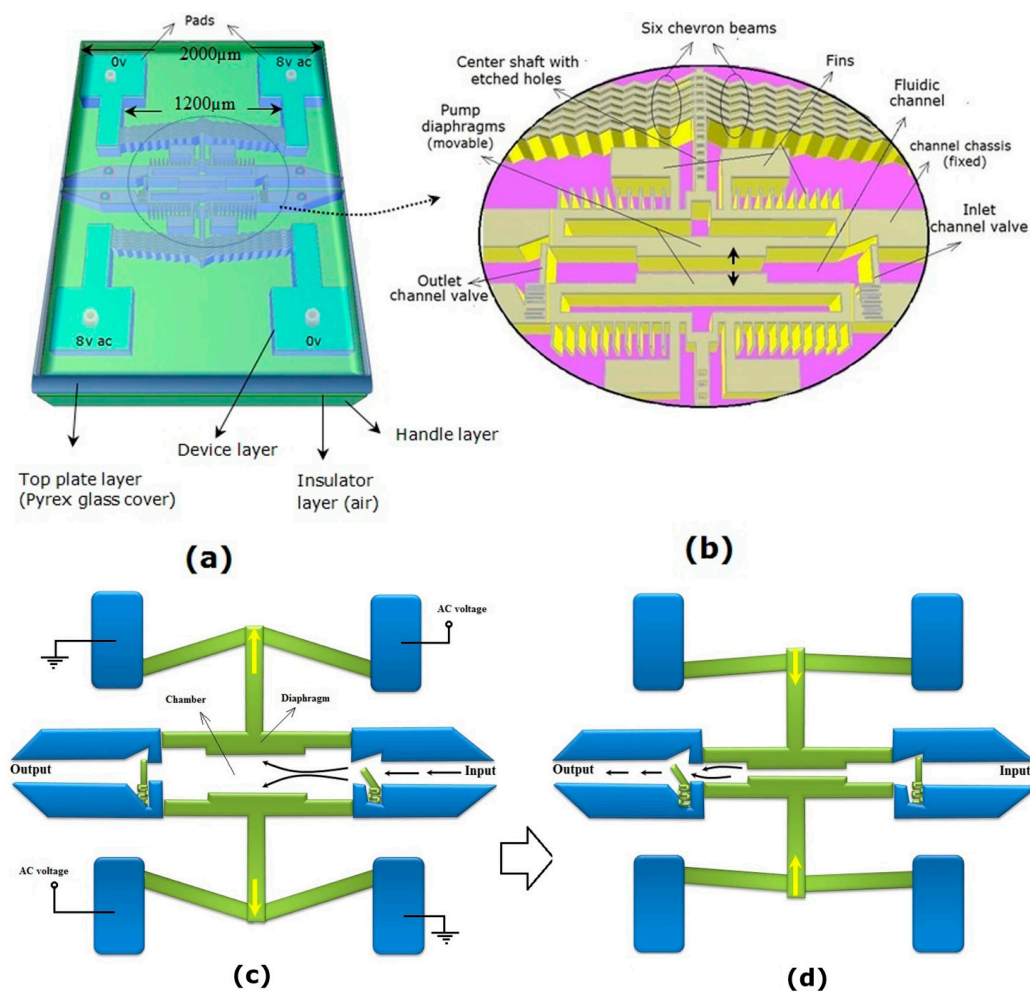 Pads
2000µm
0v
8v ac
1200µm
8v ac
0v
Device layer
Handle layer
Top plate layer
(Pyrex glass cover)
Insulator
layer (air)
(a)
Six chevron beams
Center shaft with
etched holes
Fins
Fluidic
channel
Pump
diaphragms
(movable)
channel chassis
(fixed)
Inlet
channel valve
Outlet
channel valve
(b)
AC voltage
Chamber
Diaphragm
Output
Input
AC voltage
(c)
Output
Input
(d)